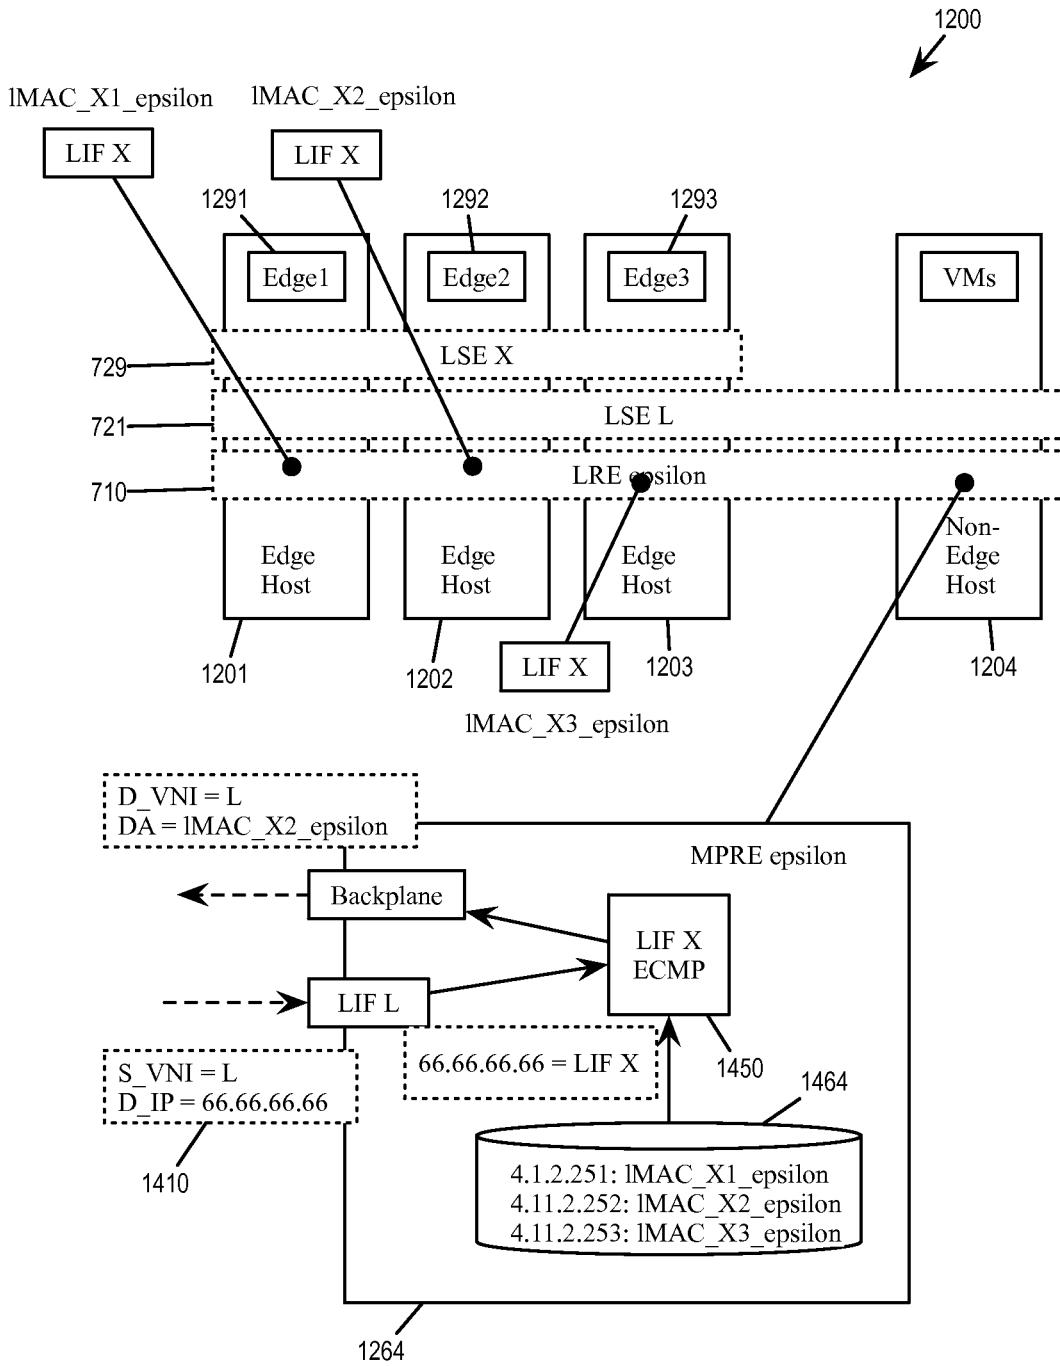 1200
lMAC_X1_epsilon
lMAC_X2_epsilon
LIF X
LIF X
1291
1292
1293
Edge1
Edge2
Edge3
VMs
LSE X
729
LSE L
721
LRE epsilon
710
Edge
Host
Edge
Host
Edge
Host
Non-
Edge
Host
1201
1202
LIF X
1203
1204
lMAC_X3_epsilon
D_VNI = L
DA = lMAC_X2_epsilon
MPRE epsilon
Backplane
LIF X
ECMP
LIF L
66.66.66.66 = LIF X
1450
S_VNI = L
D_IP = 66.66.66.66
1464
1410
4.1.2.251: lMAC_X1_epsilon
4.11.2.252: lMAC_X2_epsilon
4.11.2.253: lMAC_X3_epsilon
1264